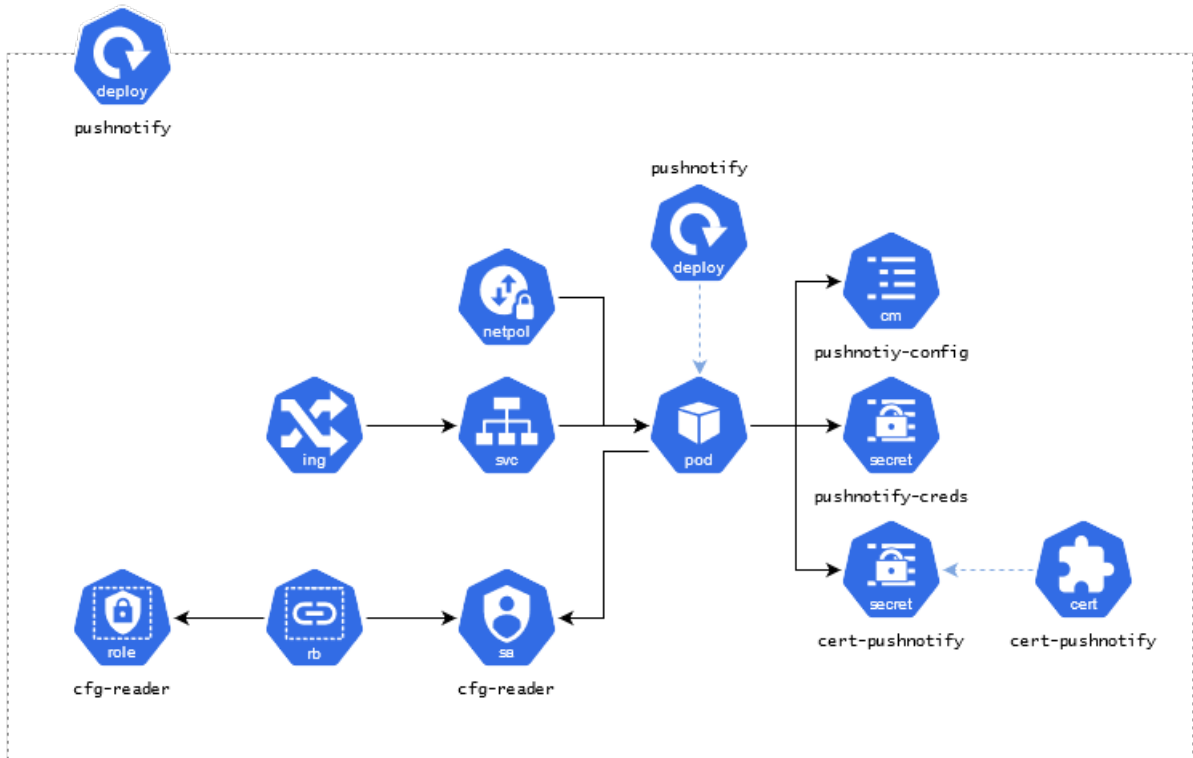 deploy
pushnotify
pushnotify
deploy
netpol
cm
pushnotiy-config
ing
svc
pod
secret
pushnotify-creds
secret
cert
cert-pushnotify
cert-pushnotify
role
rb
sa
cfg-reader
cfg-reader